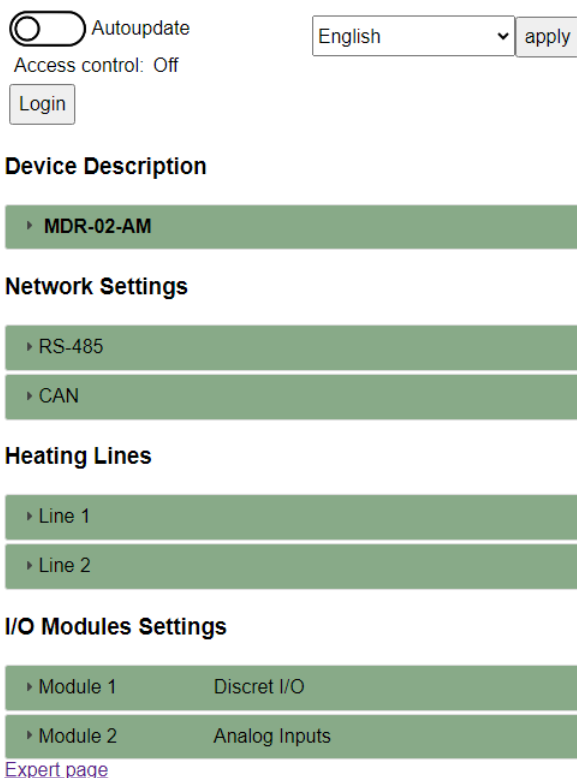 Autoupdate
English apply
Access control: Off
Login
Device Description
MDR-02-AM
Network Settings
RS-485
CAN
Heating Lines
Line 1
Line 2
I/O Modules Settings
Module 1 Discret I/O
Module 2 Analog Inputs
Expert page